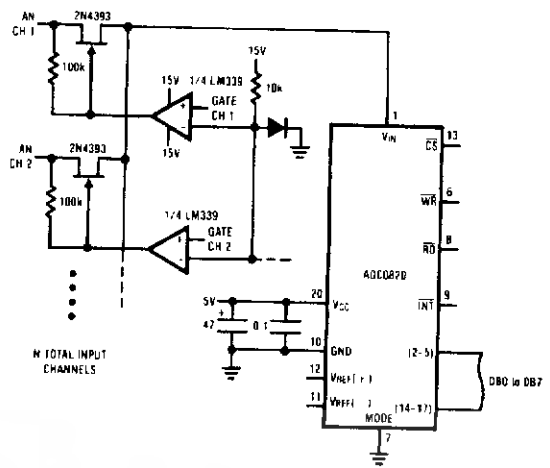 AN
CH 1
2N4393
100k
15V
1/4 LM339
+
-
GATE
CH 1
15V
15V
10k
AN
CH 2
2N4393
100k
1/4 LM339
+
-
GATE
CH 2
N TOTAL INPUT
CHANNELS
1
VIN
CS 13
WR 6
RD 8
ADC0820
INT 9
5V
20
VCC
+
47
0.1
10
GND
12
VREF(+)
11
VREF(-)
MODE
7
(2-5)
(14-17)
DB0 to DB7